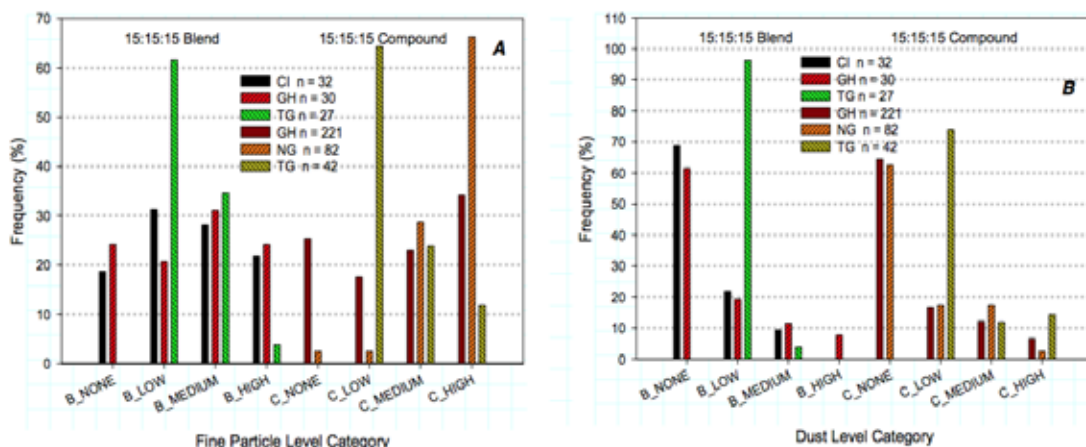 70
60
50
40
30
20
10
0
Frequency (%)
15:15:15 Blend
15:15:15 Compound
A
CI n = 32
GH n = 30
TG n = 27
GH n = 221
NG n = 82
TG n = 42
B_NONE
B_LOW
B_MEDIUM
B_HIGH
C_NONE
C_LOW
C_MEDIUM
C_HIGH
Fine Particle Level Category
110
100
90
80
70
60
50
40
30
20
10
0
Frequency (%)
15:15:15 Blend
15:15:15 Compound
B
CI n = 32
GH n = 30
TG n = 27
GH n = 221
NG n = 82
TG n = 42
B_NONE
B_LOW
B_MEDIUM
B_HIGH
C_NONE
C_LOW
C_MEDIUM
C_HIGH
Dust Level Category